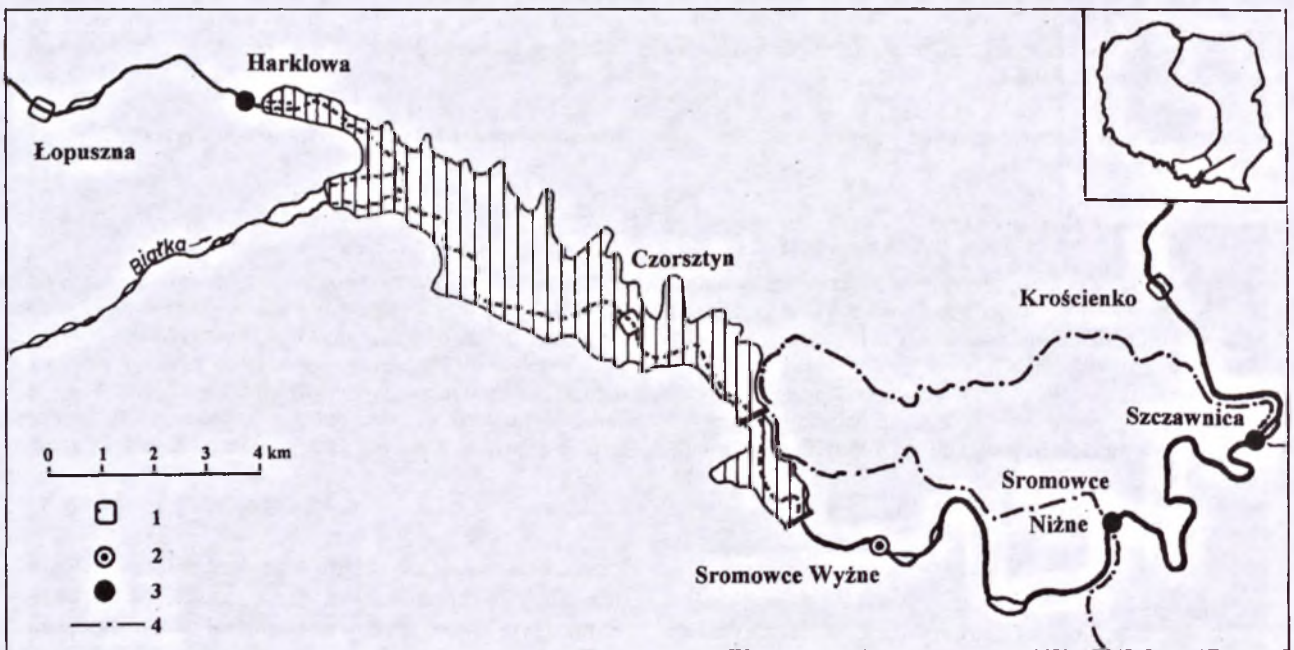 Harklowa
Łopuszna
Białka
Czorsztyn
Krościenko
Szczawnica
Sromowce
Niżne
Sromowce Wyżne
0 1 2 3 4 km
1
2
3
4